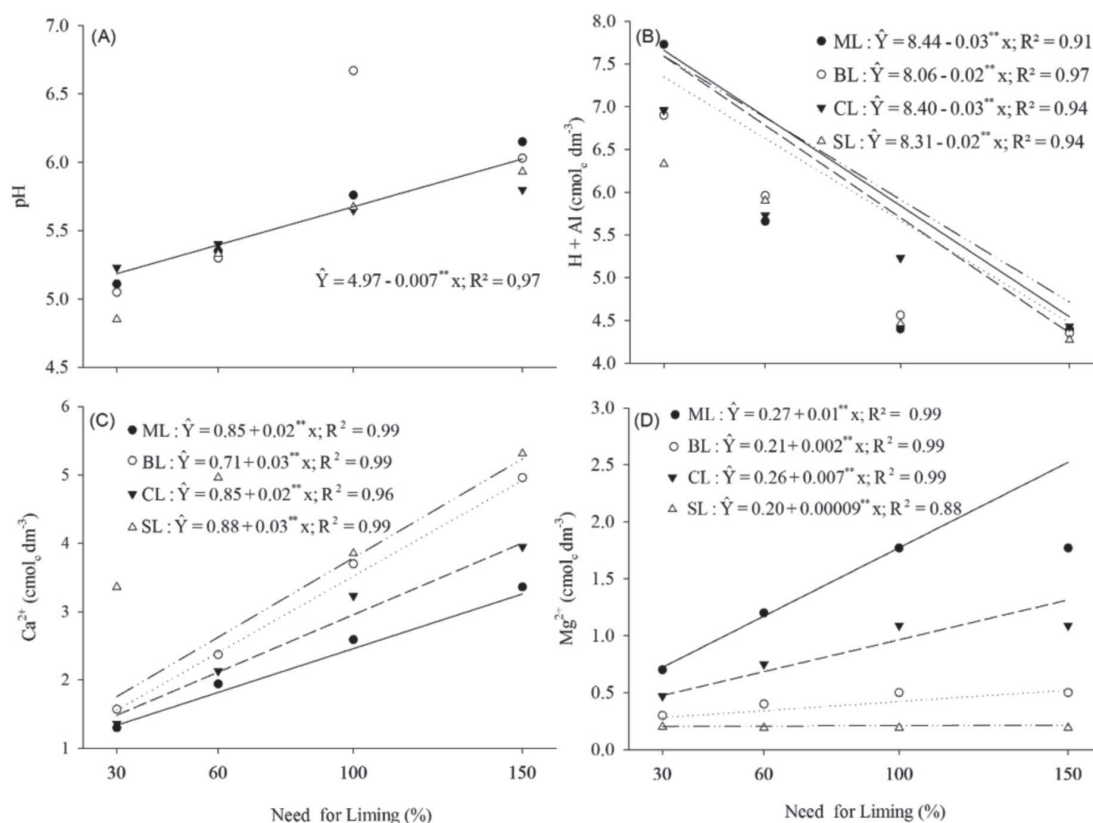 (A)
7.0
6.5
6.0
5.5
5.0
4.5
pH
Ŷ = 4.97 - 0.007** x; R² = 0,97
(B)
8.0
7.5
7.0
6.5
6.0
5.5
5.0
4.5
4.0
H + Al (cmolc dm⁻³)
ML : Ŷ = 8.44 - 0.03** x; R² = 0.91
BL : Ŷ = 8.06 - 0.02** x; R² = 0.97
CL : Ŷ = 8.40 - 0.03** x; R² = 0.94
SL : Ŷ = 8.31 - 0.02** x; R² = 0.94
(C)
6
5
4
3
2
1
Ca²⁺ (cmolc dm⁻³)
ML : Ŷ = 0.85 + 0.02** x; R² = 0.99
BL : Ŷ = 0.71 + 0.03** x; R² = 0.99
CL : Ŷ = 0.85 + 0.02** x; R² = 0.96
SL : Ŷ = 0.88 + 0.03** x; R² = 0.99
30 60 100 150
Need for Liming (%)
(D)
3.0
2.5
2.0
1.5
1.0
0.5
0.0
Mg²⁺ (cmolc dm⁻³)
ML : Ŷ = 0.27 + 0.01** x; R² = 0.99
BL : Ŷ = 0.21 + 0.002** x; R² = 0.99
CL : Ŷ = 0.26 + 0.007** x; R² = 0.99
SL : Ŷ = 0.20 + 0.00009** x; R² = 0.88
30 60 100 150
Need for Liming (%)